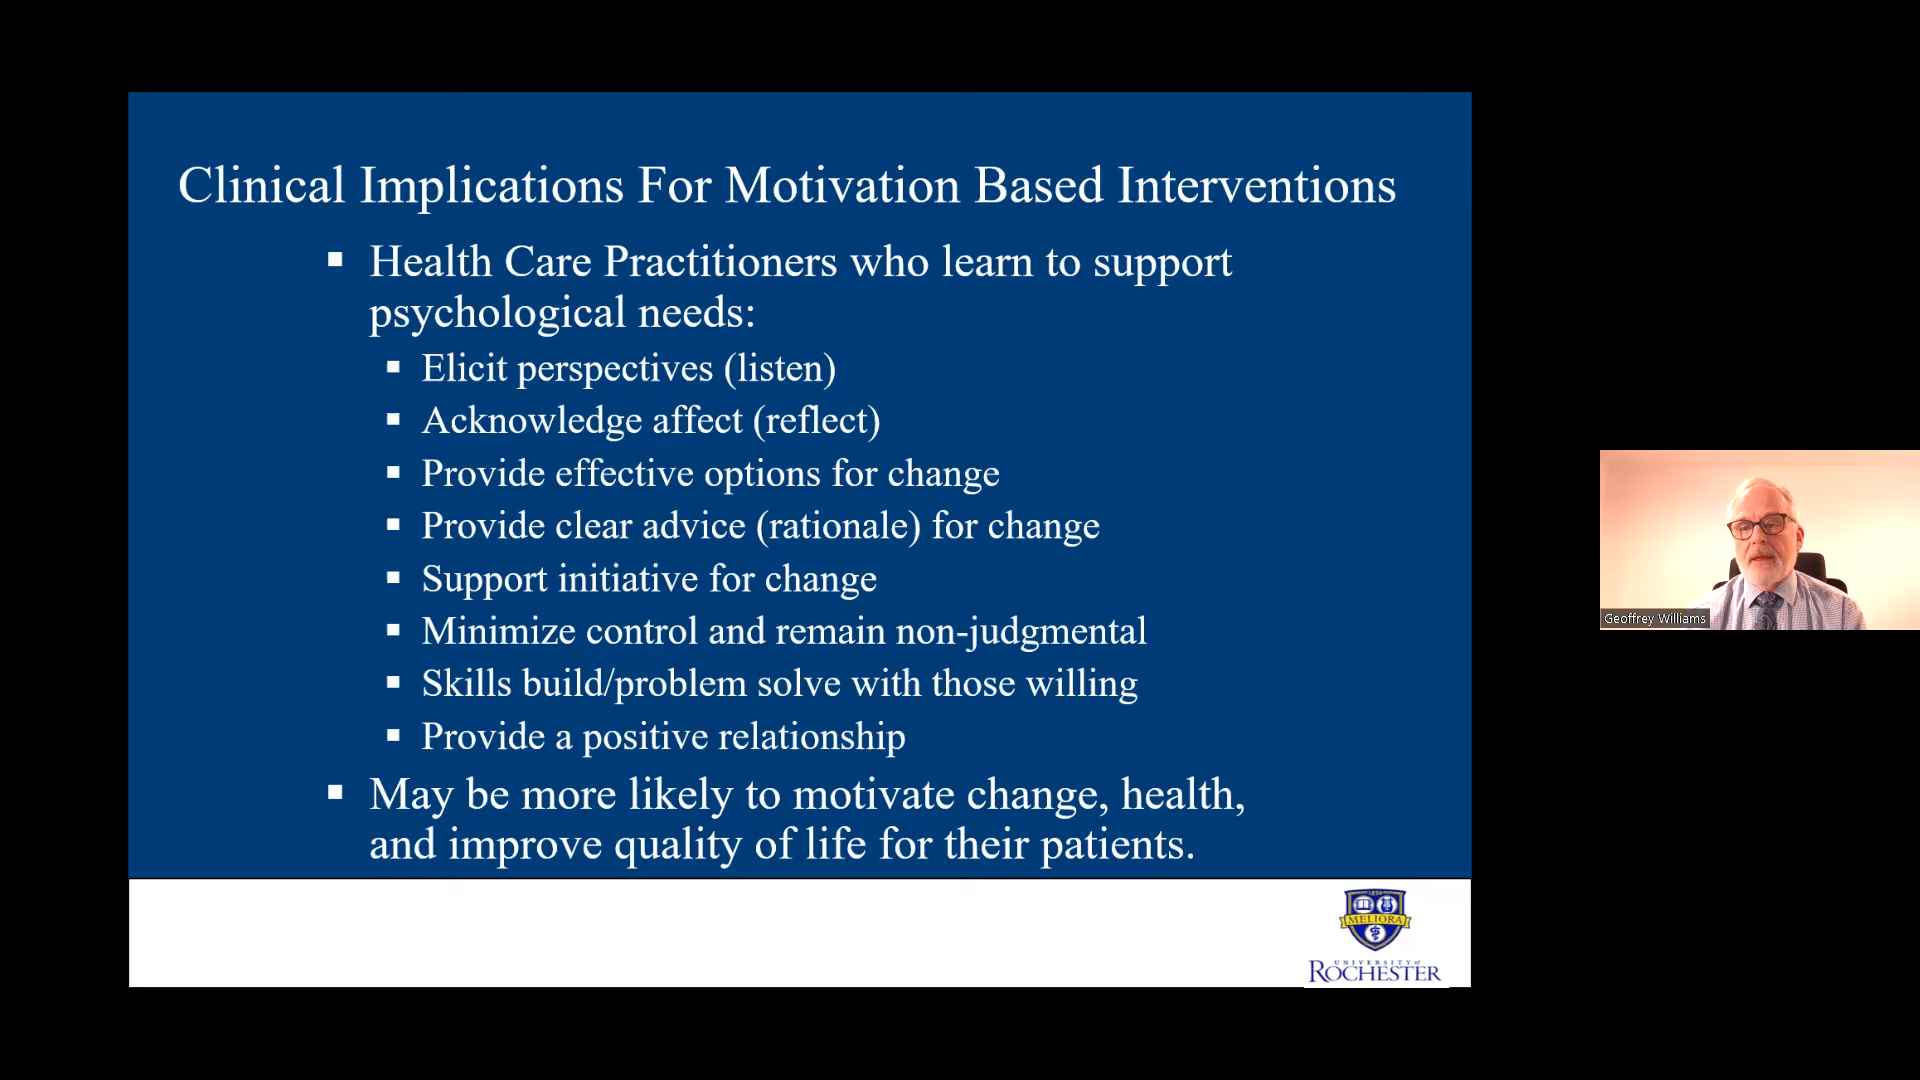 Clinical Implications For Motivation Based Interventions
▪ Health Care Practitioners who learn to support
psychological needs:
▪ Elicit perspectives (listen)
▪ Acknowledge affect (reflect)
▪ Provide effective options for change
▪ Provide clear advice (rationale) for change
▪ Support initiative for change
▪ Minimize control and remain non-judgmental
▪ Skills build/problem solve with those willing
▪ Provide a positive relationship
▪ May be more likely to motivate change, health,
and improve quality of life for their patients.
Geoffrey Williams
1850
MELIORA
UNIVERSITY of
ROCHESTER